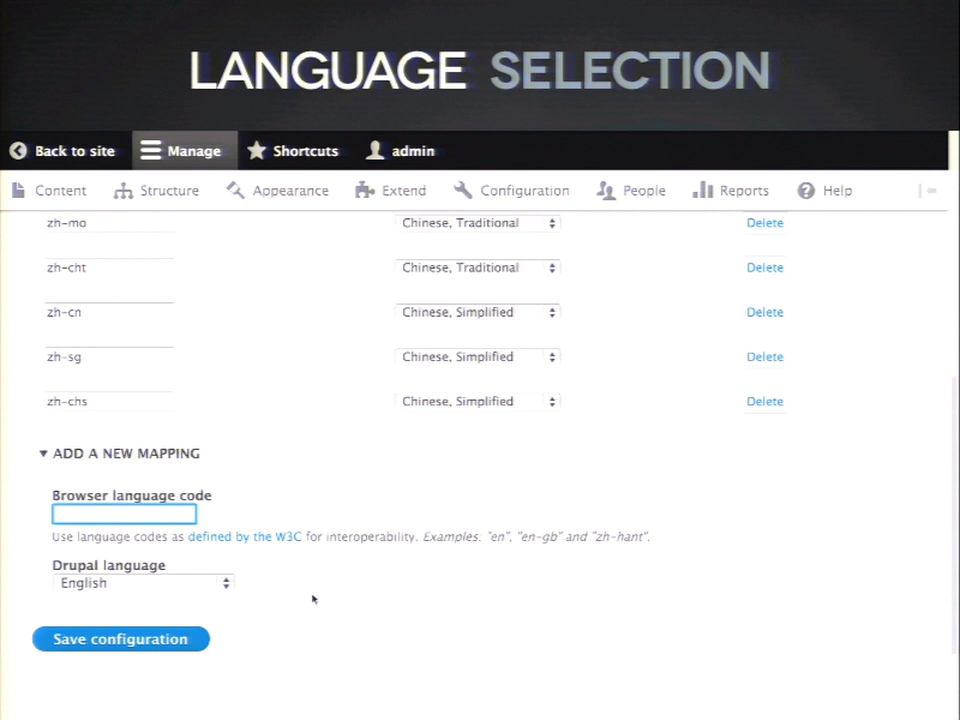 LANGUAGE SELECTION
Back to site Manage Shortcuts admin
Content Structure Appearance Extend Configuration People Reports Help
zh-mo Chinese, Traditional Delete
zh-cht Chinese, Traditional Delete
zh-cn Chinese, Simplified Delete
zh-sg Chinese, Simplified Delete
zh-chs Chinese, Simplified Delete
ADD A NEW MAPPING
Browser language code
Use language codes as defined by the W3C for interoperability. Examples: "en", "en-gb" and "zh-hant".
Drupal language
English
Save configuration